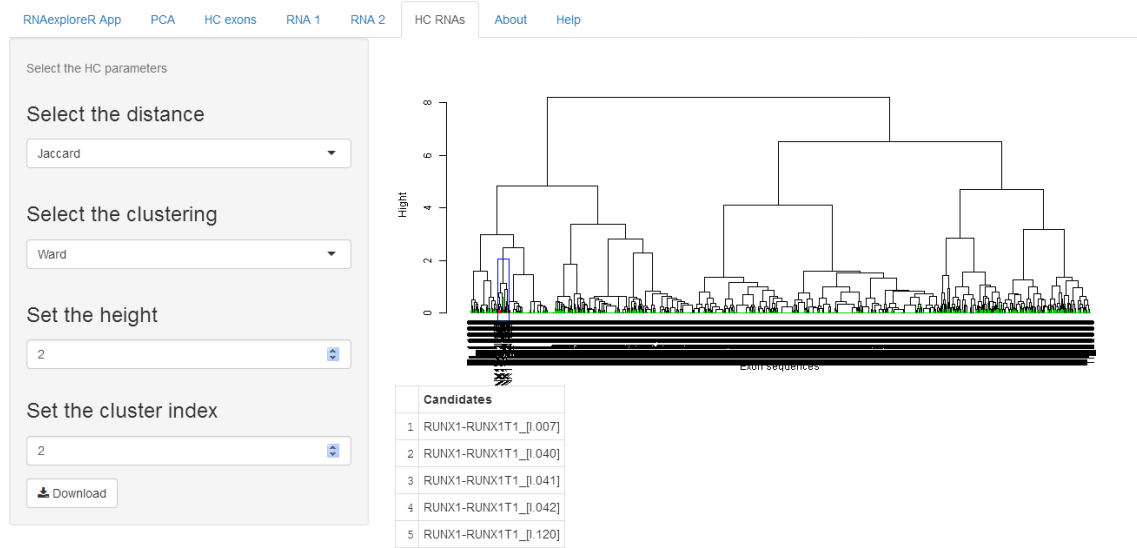 RNAexploreR App PCA HC exons RNA 1 RNA 2 HC RNAs About Help
Select the HC parameters
Select the distance
Jaccard
Select the clustering
Ward
Set the height
2
Set the cluster index
2
Download
Hight
8
6
4
2
0
Exon sequences
Candidates
1 RUNX1-RUNX1T1_[I.007]
2 RUNX1-RUNX1T1_[I.040]
3 RUNX1-RUNX1T1_[I.041]
4 RUNX1-RUNX1T1_[I.042]
5 RUNX1-RUNX1T1_[I.120]